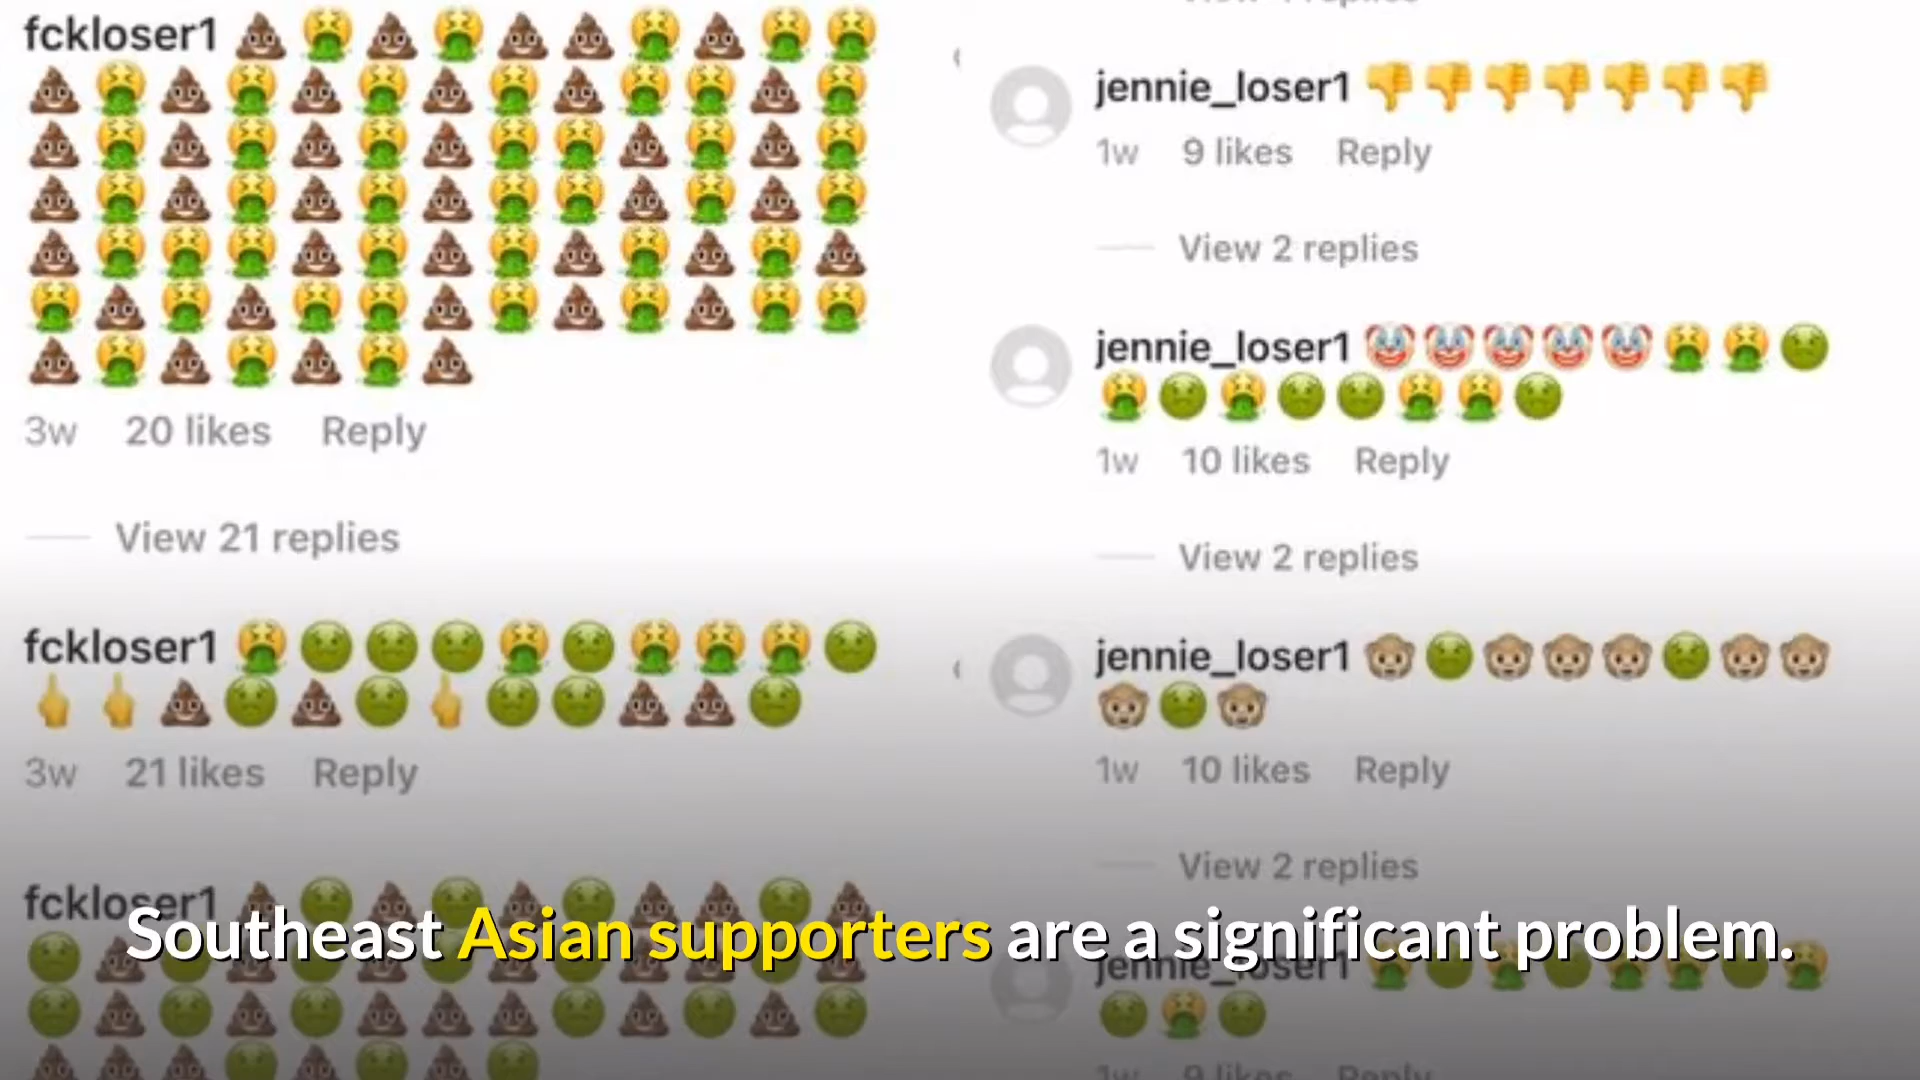 fckloser1 💩🤮💩🤮💩💩🤮💩🤮🤮
💩🤮💩🤮💩🤮💩🤮💩🤮🤮💩🤮
💩🤮💩🤮💩🤮💩🤮🤮💩🤮💩🤮
💩🤮💩🤮💩🤮💩🤮🤮💩🤮💩🤮
💩🤮🤮🤮💩🤮💩🤮💩🤮💩🤮💩
🤮💩🤮💩🤮🤮💩🤮💩🤮💩🤮🤮
💩🤮💩🤮💩🤮💩
3w 20 likes Reply
View 21 replies
fckloser1 🤮🤢🤢🤢🤮🤢🤮🤮🤮🤢
🖕🖕💩🤢💩🤢🖕🤢🤢💩💩🤢
3w 21 likes Reply
fckloser1 💩🤢💩🤢💩🤢💩💩🤢💩
jennie_loser1 👎👎👎👎👎👎👎
1w 9 likes Reply
View 2 replies
jennie_loser1 🤡🤡🤡🤡🤡🤮🤮🤢
🤮🤢🤮🤢🤢🤮🤮🤢
1w 10 likes Reply
View 2 replies
jennie_loser1 🙊🤢🙊🙊🙊🤢🙊🙊
🙊🤢🙊
1w 10 likes Reply
View 2 replies
jennie_loser1 🤮🤢🤮🤢🤮🤮🤢🤮
🤢🤮🤢
1w 9 likes Reply
Southeast Asian supporters are a significant problem.